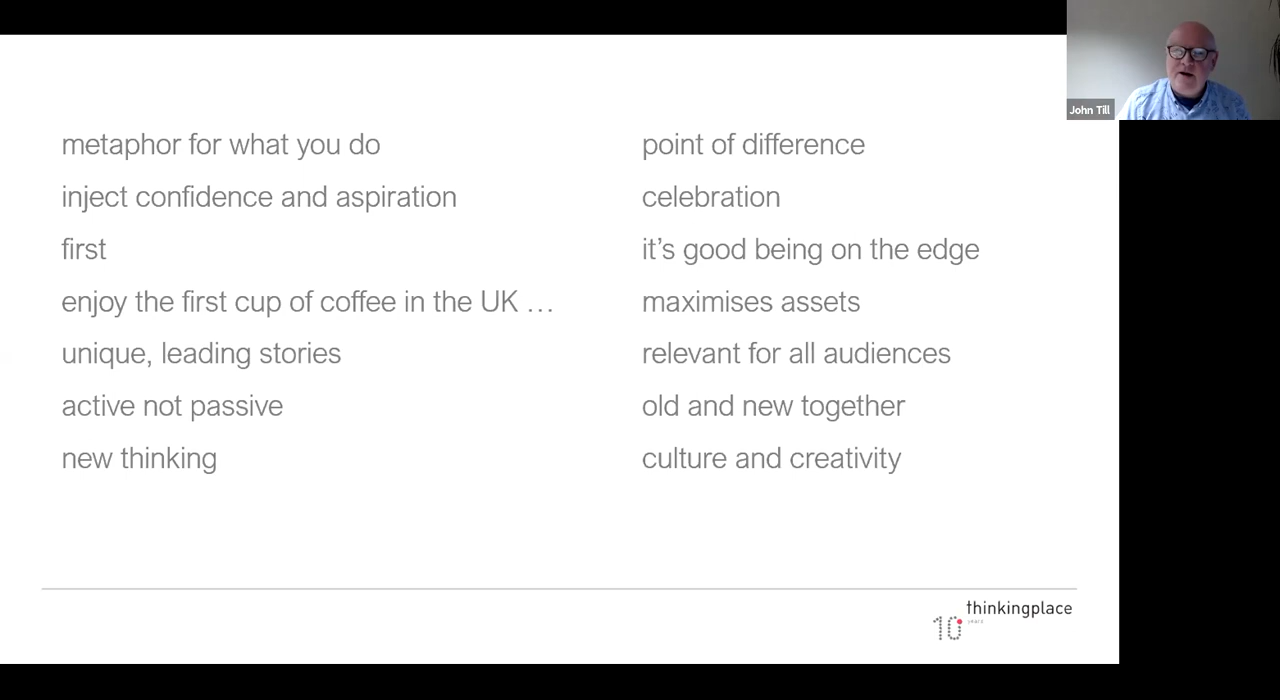 John Till
metaphor for what you do
inject confidence and aspiration
first
enjoy the first cup of coffee in the UK …
unique, leading stories
active not passive
new thinking
point of difference
celebration
it’s good being on the edge
maximises assets
relevant for all audiences
old and new together
culture and creativity
thinkingplace
10
years